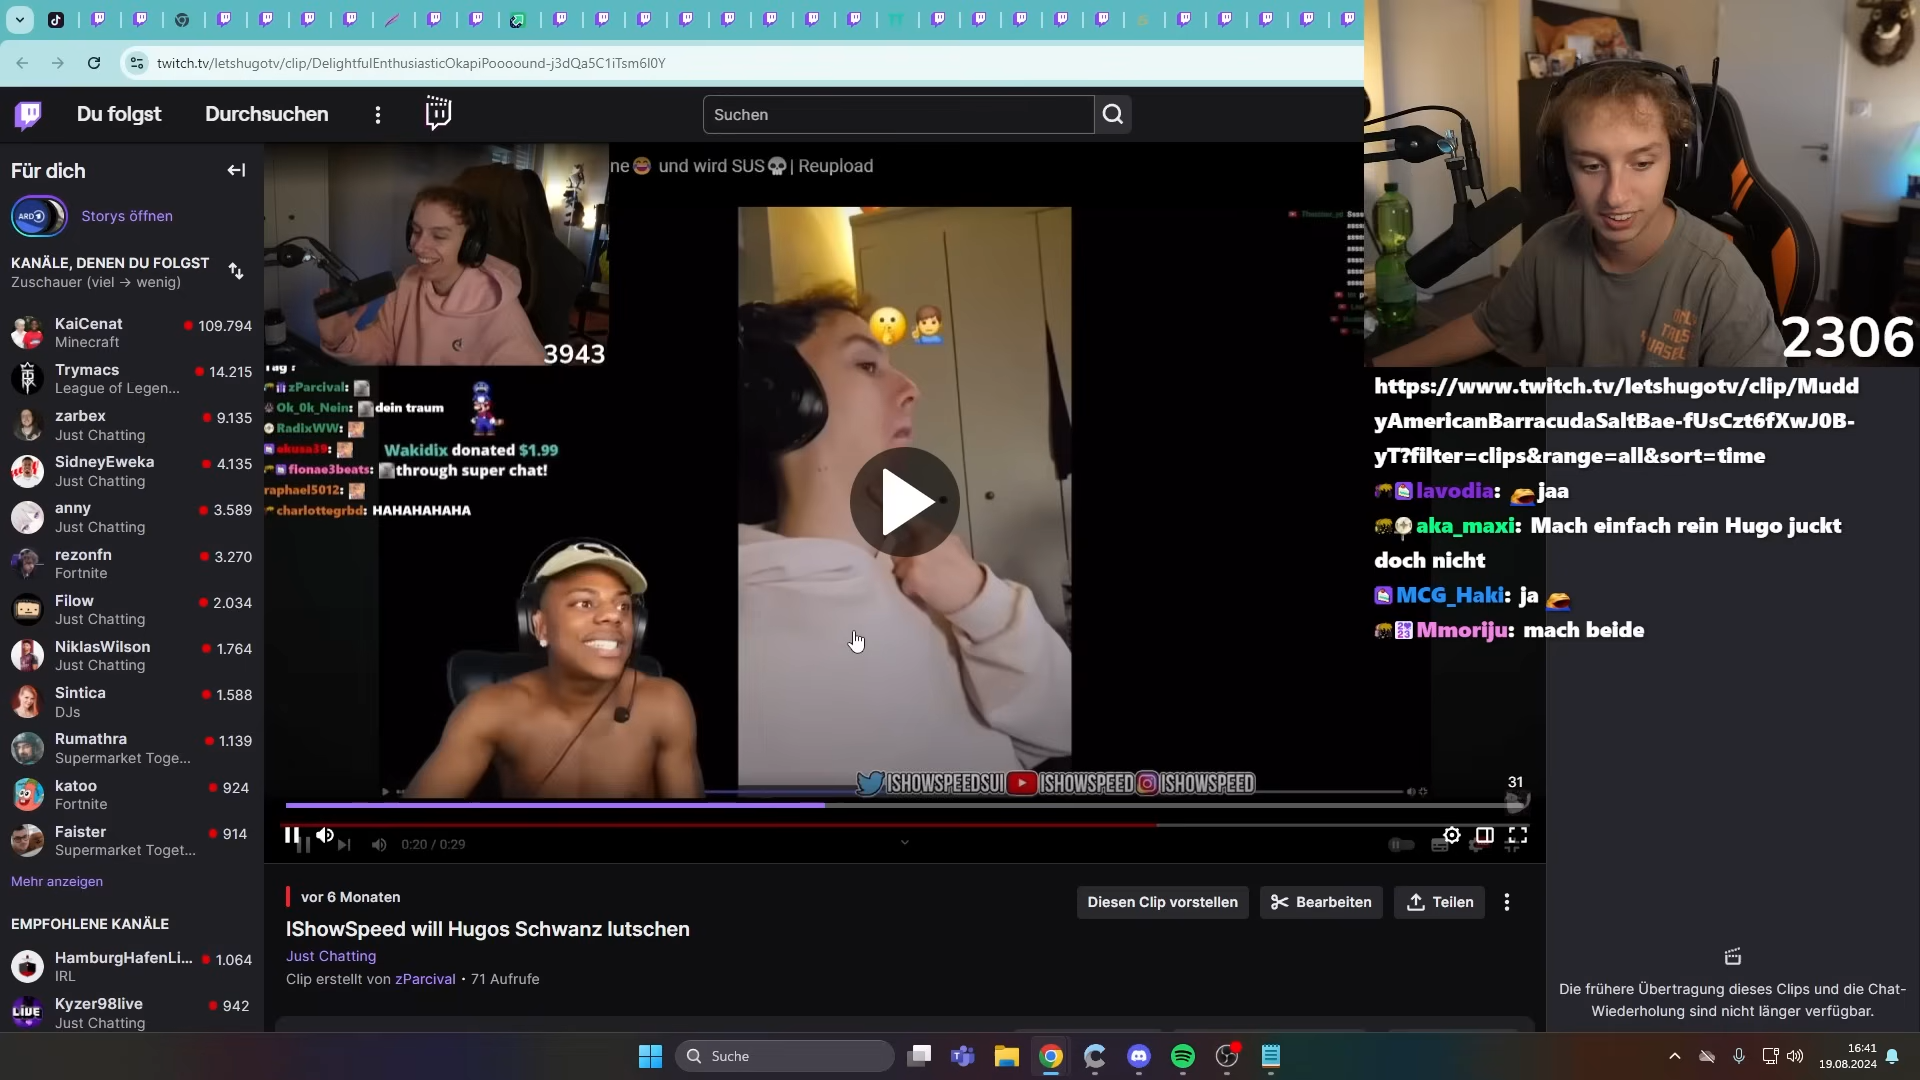 twitch.tv/letshugotv/clip/DelightfulEnthusiasticOkapiPoooound-j3dQa5C1iTsm6I0Y
Du folgst
Durchsuchen
Suchen
Für dich
Storys öffnen
KANÄLE, DENEN DU FOLGST
Zuschauer (viel → wenig)
KaiCenat 109.794
Minecraft
Trymacs 14.215
League of Legen...
zarbex 9.135
Just Chatting
SidneyEweka 4.135
Just Chatting
anny 3.589
Just Chatting
rezonfn 3.270
Fortnite
Filow 2.034
Just Chatting
NiklasWilson 1.764
Just Chatting
Sintica 1.588
DJs
Rumathra 1.139
Supermarket Toge...
katoo 924
Fortnite
Faister 914
Supermarket Toget...
Mehr anzeigen
EMPFOHLENE KANÄLE
HamburgHafenLi... 1.064
IRL
Kyzer98live 942
Just Chatting
ne😂 und wird SUS💀| Reupload
3943
zParcival:
Ok_0k_Nein: dein traum
RadixWW:
akusa39:
fionae3beats:
raphael5012:
charlottegrbd: HAHAHAHAHA
Wakidix donated $1.99
through super chat!
ISHOWSPEEDSUI ISHOWSPEED ISHOWSPEED
31
0:20 / 0:29
vor 6 Monaten
IShowSpeed will Hugos Schwanz lutschen
Just Chatting
Clip erstellt von zParcival • 71 Aufrufe
Diesen Clip vorstellen
Bearbeiten
Teilen
2306
https://www.twitch.tv/letshugotv/clip/Mudd
yAmericanBarracudaSaltBae-fUsCzt6fXwJ0B-
yT?filter=clips&range=all&sort=time
lavodia: jaa
aka_maxi: Mach einfach rein Hugo juckt
doch nicht
MCG_Haki: ja
Mmoriju: mach beide
Die frühere Übertragung dieses Clips und die Chat-
Wiederholung sind nicht länger verfügbar.
Suche
16:41
19.08.2024